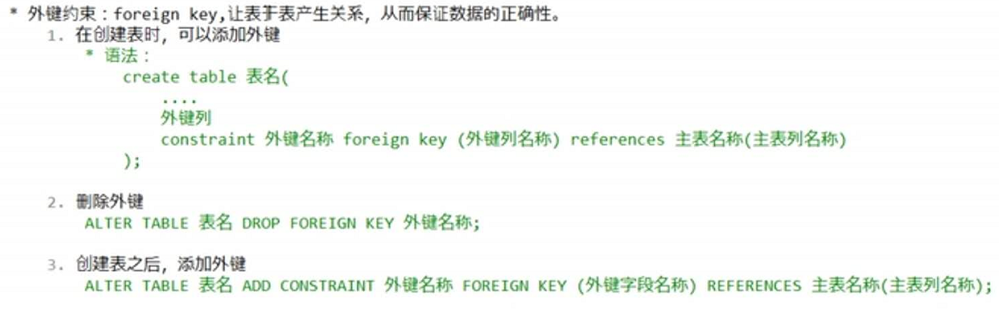 * 外键约束：foreign key,让表于表产生关系，从而保证数据的正确性。
1. 在创建表时，可以添加外键
* 语法：
create table 表名(
....
外键列
constraint 外键名称 foreign key (外键列名称) references 主表名称(主表列名称)
);
2. 删除外键
ALTER TABLE 表名 DROP FOREIGN KEY 外键名称;
3. 创建表之后，添加外键
ALTER TABLE 表名 ADD CONSTRAINT 外键名称 FOREIGN KEY (外键字段名称) REFERENCES 主表名称(主表列名称);